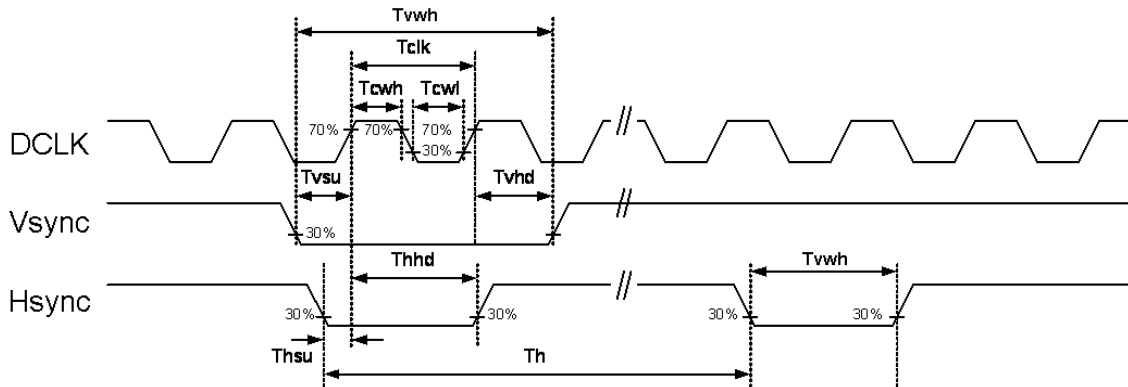 Tvwh
Tclk
Tcwh Tcwl
DCLK 70% 70% 70%
30%
Tvsu Tvhd
Vsync 30%
Thhd Tvwh
Hsync 30% 30% 30% 30%
Thsu Th